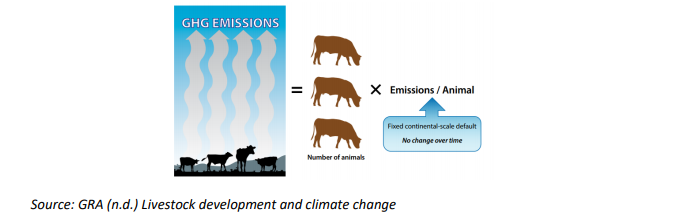 GHG EMISSIONS
= × Emissions / Animal
Fixed continental-scale default
No change over time
Number of animals
Source: GRA (n.d.) Livestock development and climate change